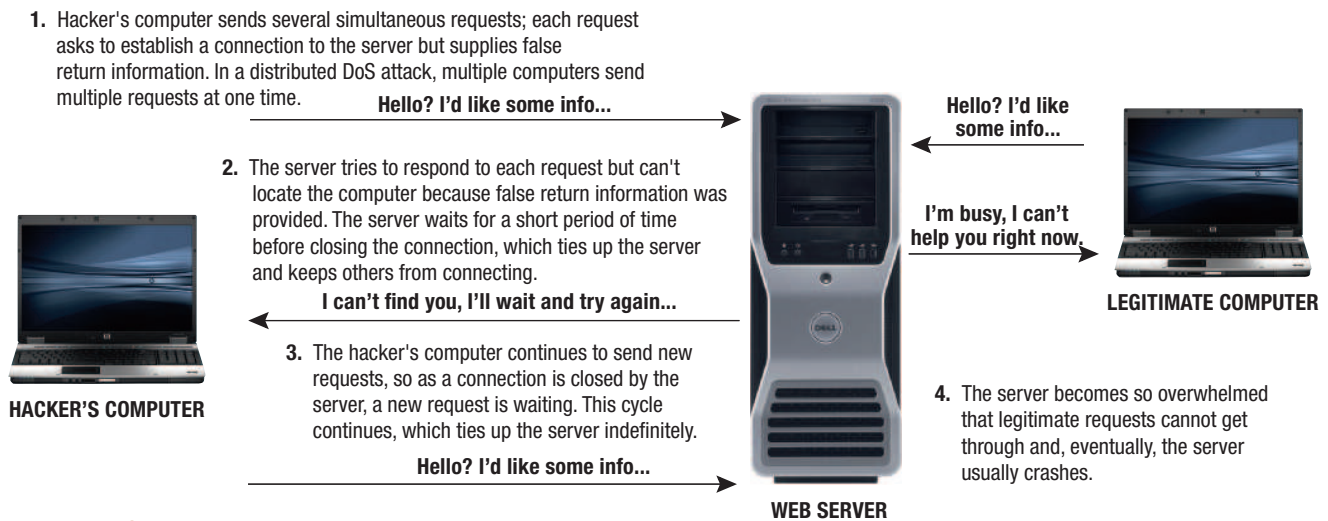 1. Hacker's computer sends several simultaneous requests; each request
asks to establish a connection to the server but supplies false
return information. In a distributed DoS attack, multiple computers send
multiple requests at one time.
Hello? I'd like some info...
Hello? I'd like
some info...
2. The server tries to respond to each request but can't
locate the computer because false return information was
provided. The server waits for a short period of time
before closing the connection, which ties up the server
and keeps others from connecting.
I'm busy, I can't
help you right now.
I can't find you, I'll wait and try again...
LEGITIMATE COMPUTER
HACKER'S COMPUTER
3. The hacker's computer continues to send new
requests, so as a connection is closed by the
server, a new request is waiting. This cycle
continues, which ties up the server indefinitely.
Hello? I'd like some info...
DELL
4. The server becomes so overwhelmed
that legitimate requests cannot get
through and, eventually, the server
usually crashes.
WEB SERVER